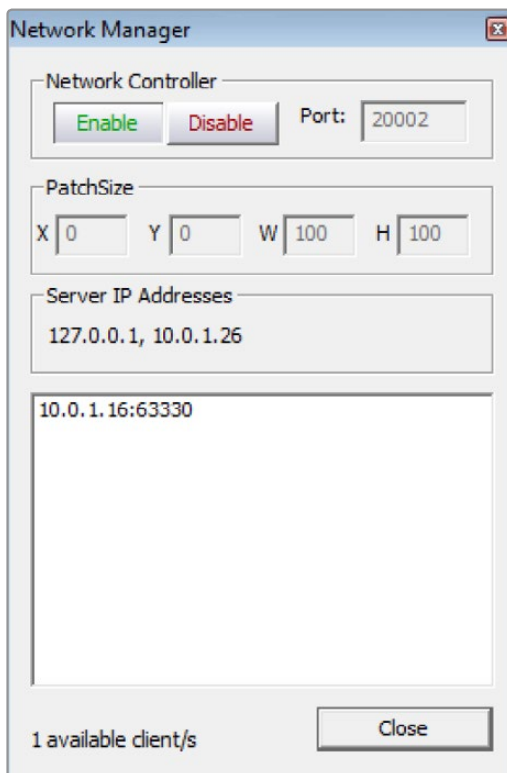 Network Manager
Network Controller
Enable Disable Port: 20002
PatchSize
X 0 Y 0 W 100 H 100
Server IP Addresses
127.0.0.1, 10.0.1.26
10.0.1.16:63330
1 available client/s Close